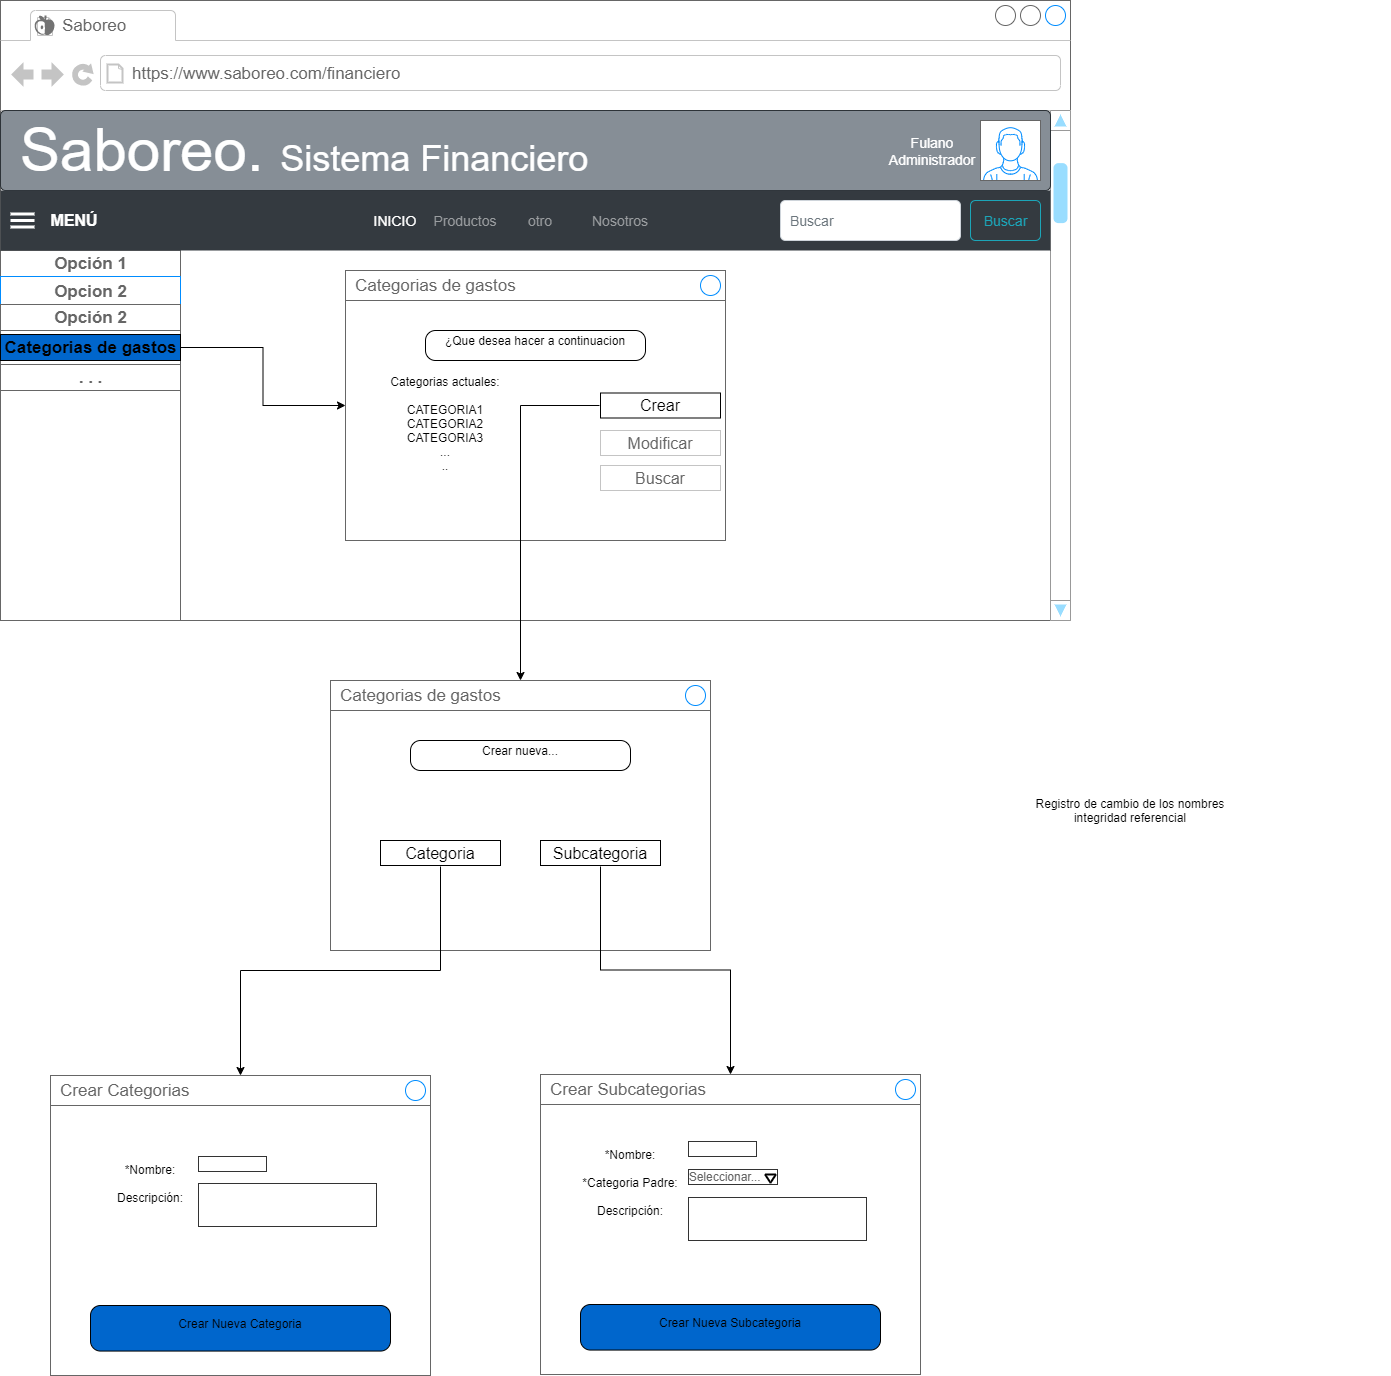 Saboreo
https://www.saboreo.com/financiero
Saboreo. Sistema Financiero
Fulano
Administrador
MENÚ
INICIO Productos otro Nosotros
Buscar
Buscar
Opción 1
Opcion 2
Opción 2
Categorias de gastos
. . .
Categorias de gastos
¿Que desea hacer a continuacion
Categorias actuales:
CATEGORIA1
CATEGORIA2
CATEGORIA3
...
..
Crear
Modificar
Buscar
Categorias de gastos
Crear nueva...
Categoria
Subcategoria
Registro de cambio de los nombres
integridad referencial
Crear Categorias
*Nombre:
Descripción:
Crear Nueva Categoria
Crear Subcategorias
*Nombre:
*Categoria Padre: Seleccionar...
Descripción:
Crear Nueva Subcategoria